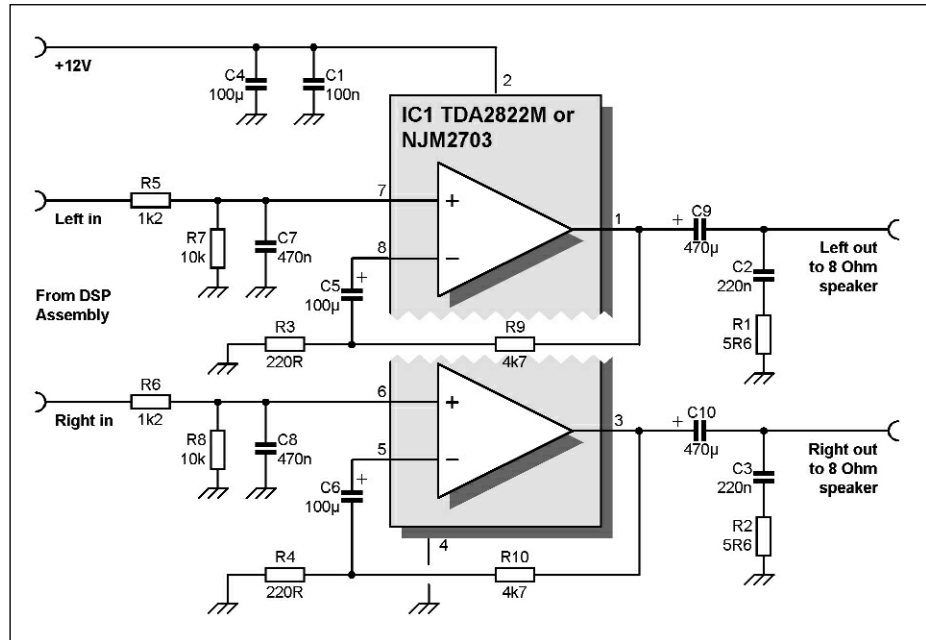 +12V
C4
100µ
C1
100n
2
IC1 TDA2822M or
NJM2703
R5
1k2
Left in
7
+
R7
10k
C7
470n
8
−
C5
+
100µ
1
+
C9
470µ
Left out
to 8 Ohm
speaker
C2
220n
R1
5R6
From DSP
Assembly
R3
220R
R9
4k7
R6
1k2
Right in
6
+
R8
10k
C8
470n
5
−
C6
+
100µ
3
+
C10
470µ
Right out
to 8 Ohm
speaker
C3
220n
R2
5R6
4
R4
220R
R10
4k7